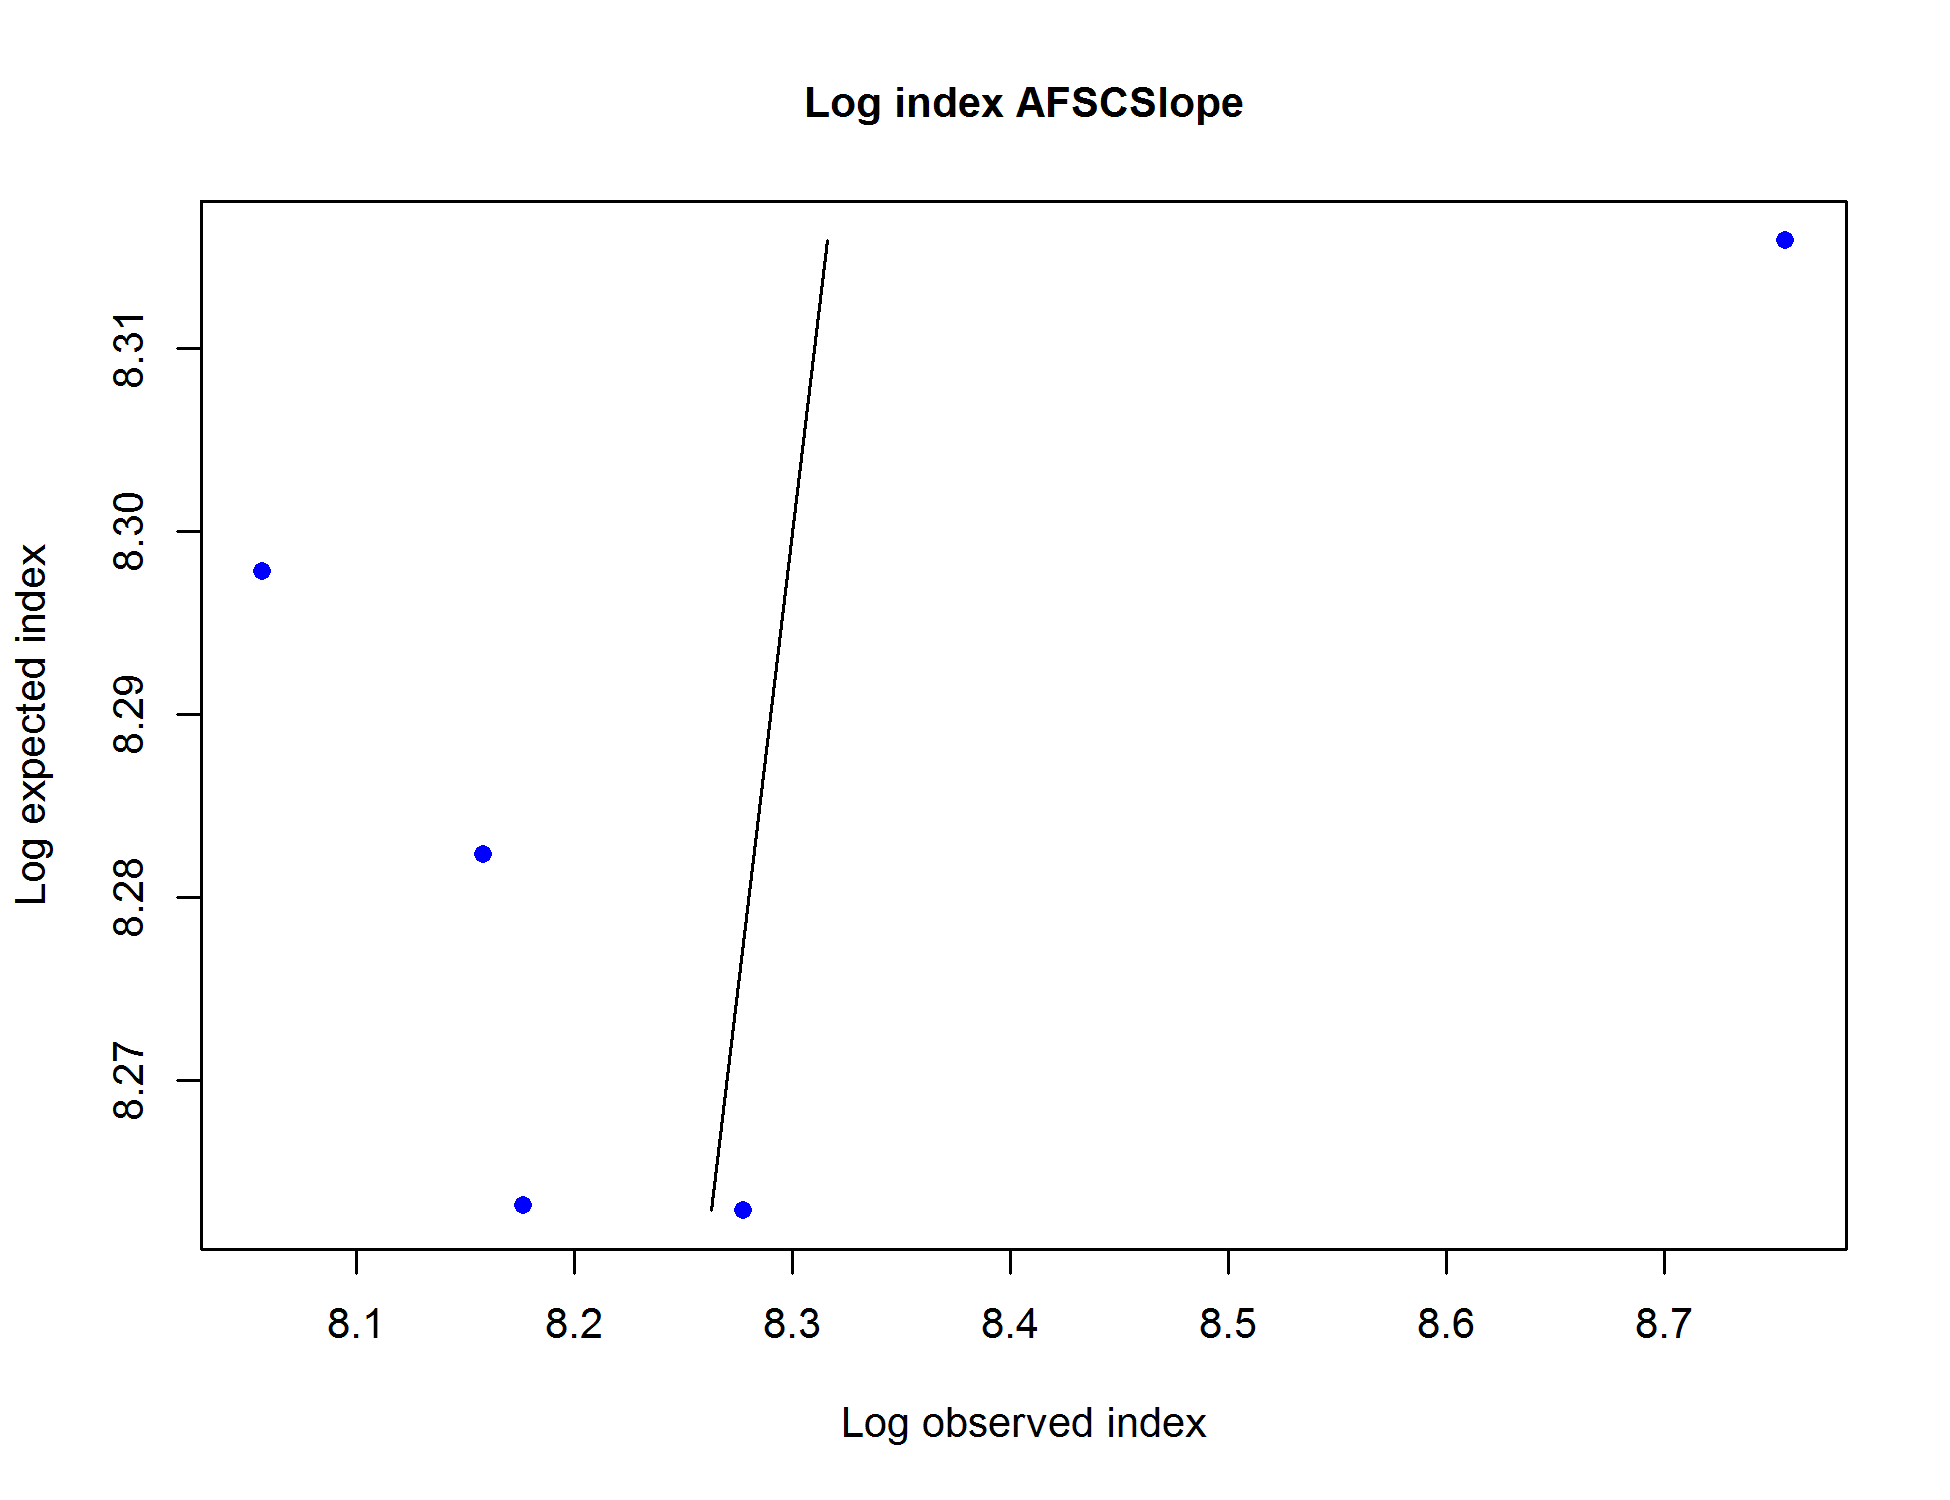 Log index AFSCSlope
Log expected index
8.31
8.30
8.29
8.28
8.27
8.1 8.2 8.3 8.4 8.5 8.6 8.7
Log observed index